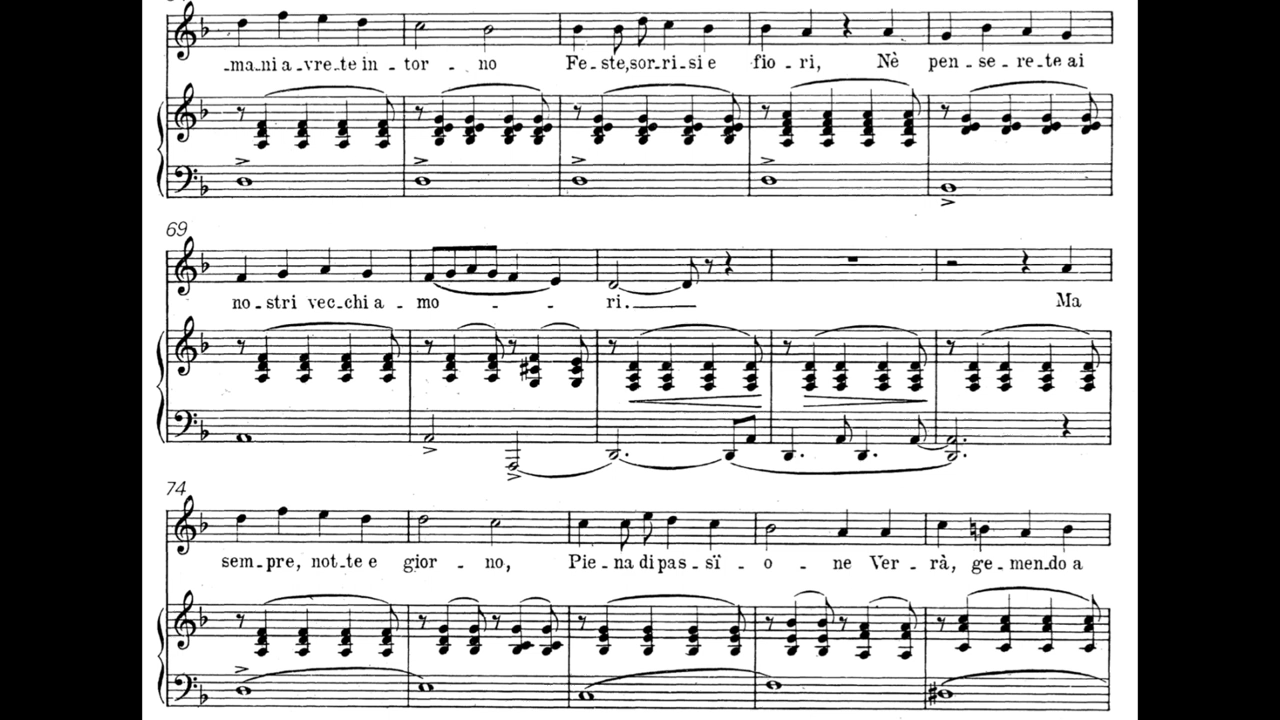 -ma-ni a-vre-te in-tor-no Fe-ste, sor-ri-si e fio-ri, Nè pen-se-re-te ai
69
no-stri vec-chi a-mo-ri.
Ma
74
sem-pre, not-te e gior-no, Pie-na di pas-sï-o-ne Ver-rà, ge-men-do a